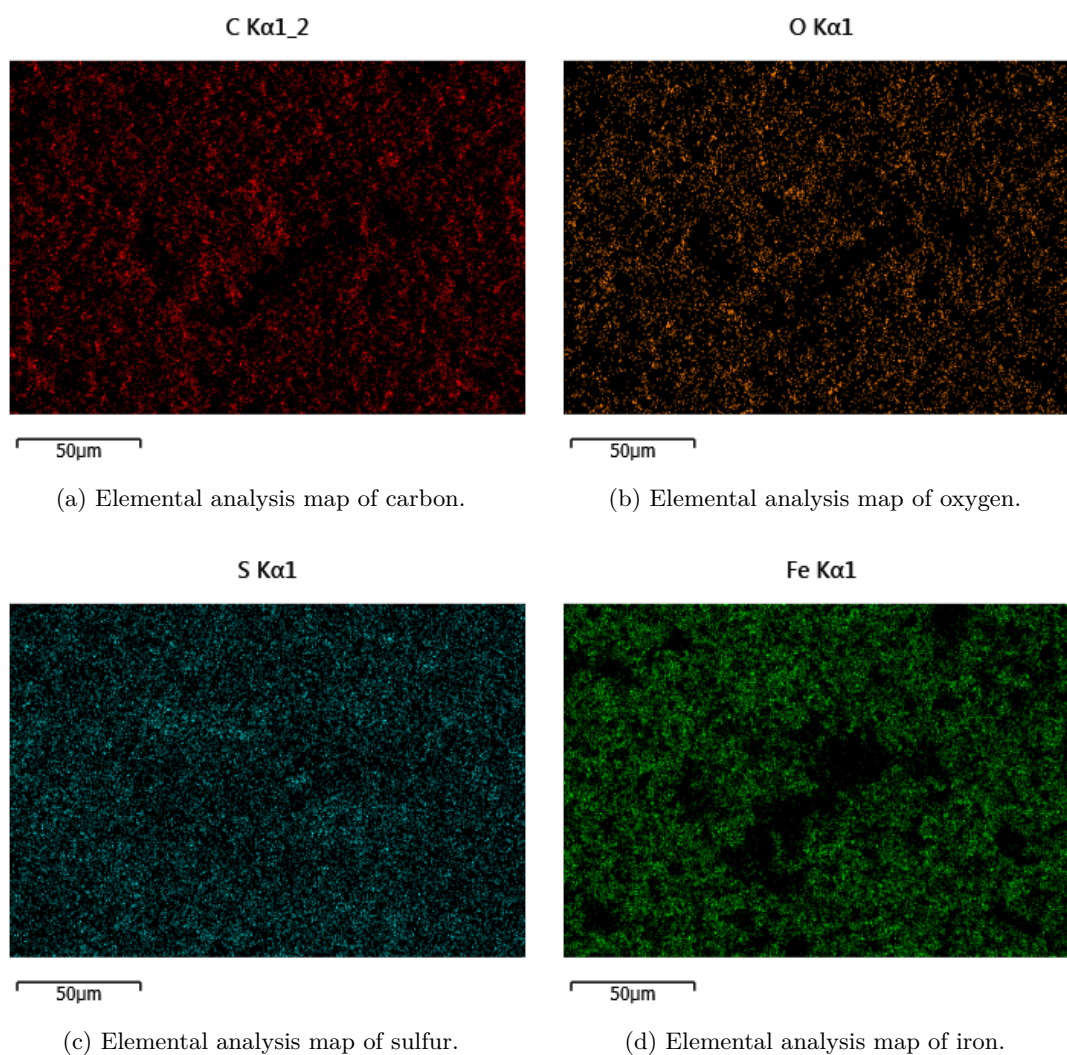 C Kα1_2
O Kα1
50µm
50µm
(a) Elemental analysis map of carbon.
(b) Elemental analysis map of oxygen.
S Kα1
Fe Kα1
50µm
50µm
(c) Elemental analysis map of sulfur.
(d) Elemental analysis map of iron.